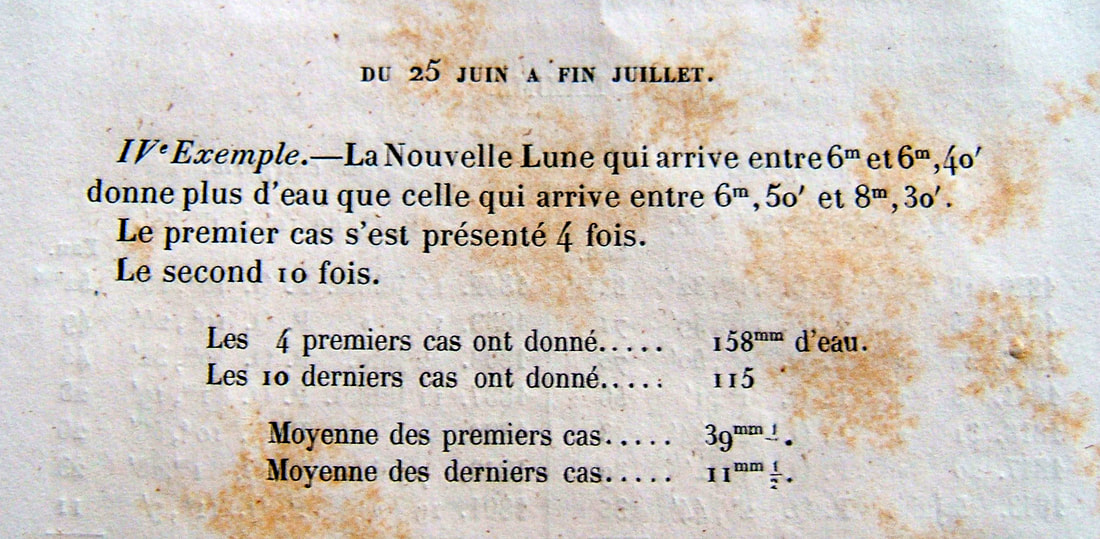 DU 25 JUIN A FIN JUILLET.
IVe Exemple.—La Nouvelle Lune qui arrive entre 6m et 6m,40′
donne plus d'eau que celle qui arrive entre 6m,50′ et 8m,30′.
Le premier cas s'est présenté 4 fois.
Le second 10 fois.
Les 4 premiers cas ont donné..... 158mm d'eau.
Les 10 derniers cas ont donné..... 115
Moyenne des premiers cas..... 39mm
Moyenne des derniers cas..... 11mm ½.